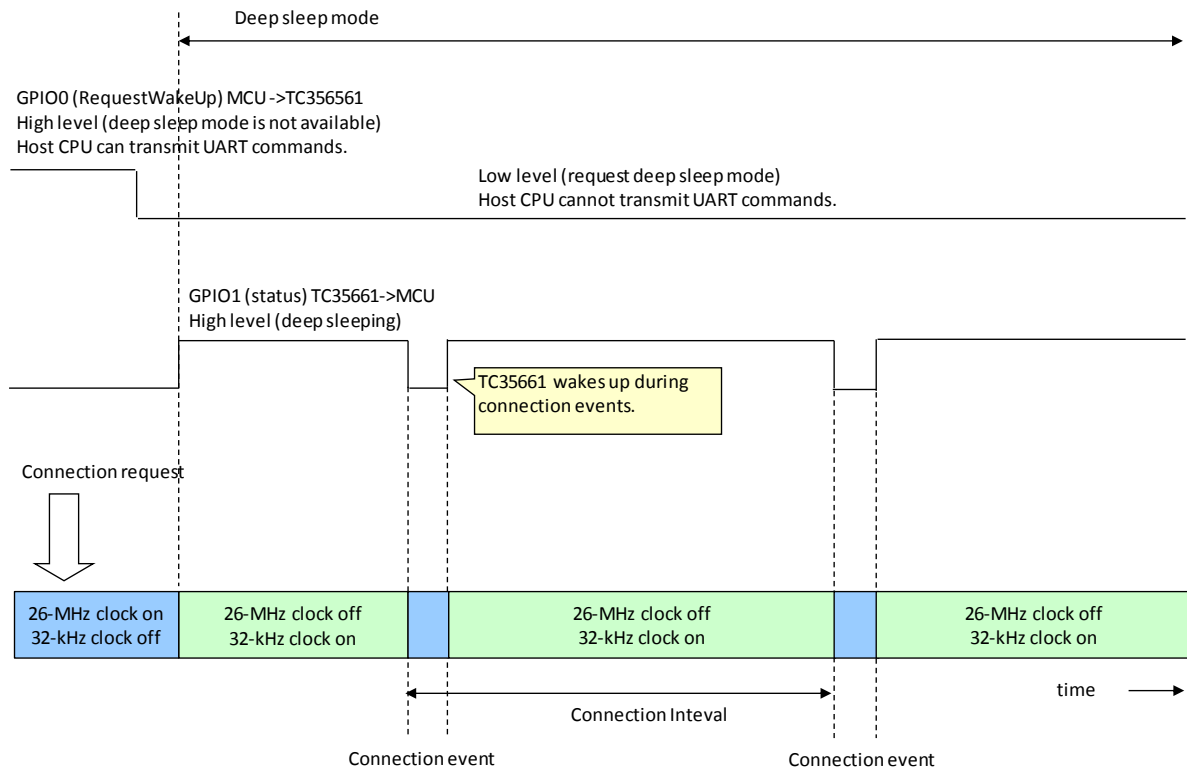 Deep sleep mode
GPIO0 (RequestWakeUp) MCU ->TC356561
High level (deep sleep mode is not available)
Host CPU can transmit UART commands.
Low level (request deep sleep mode)
Host CPU cannot transmit UART commands.
GPIO1 (status) TC35661->MCU
High level (deep sleeping)
TC35661 wakes up during
connection events.
Connection request
26-MHz clock on
32-kHz clock off
26-MHz clock off
32-kHz clock on
26-MHz clock off
32-kHz clock on
26-MHz clock off
32-kHz clock on
time
Connection Inteval
Connection event
Connection event